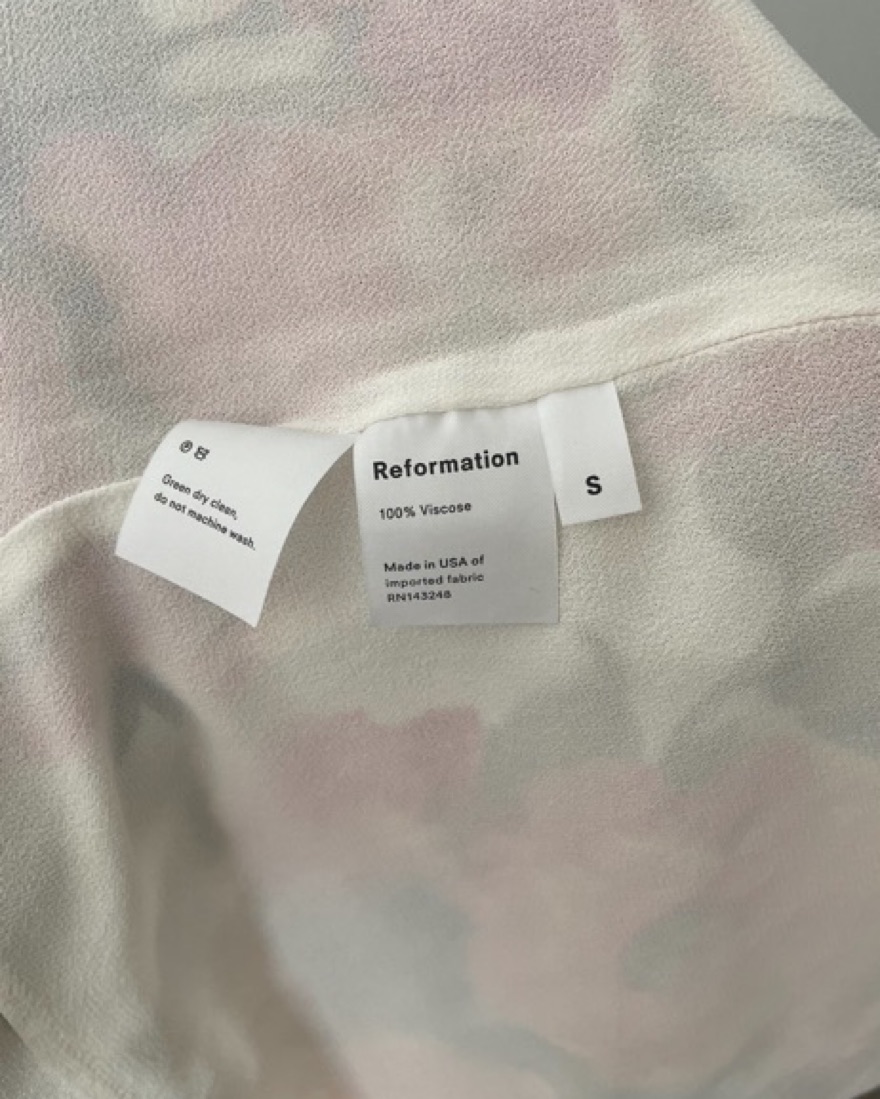 Green dry clean,
do not machine wash.
Reformation
100% Viscose
Made in USA of
imported fabric
RN143248
S